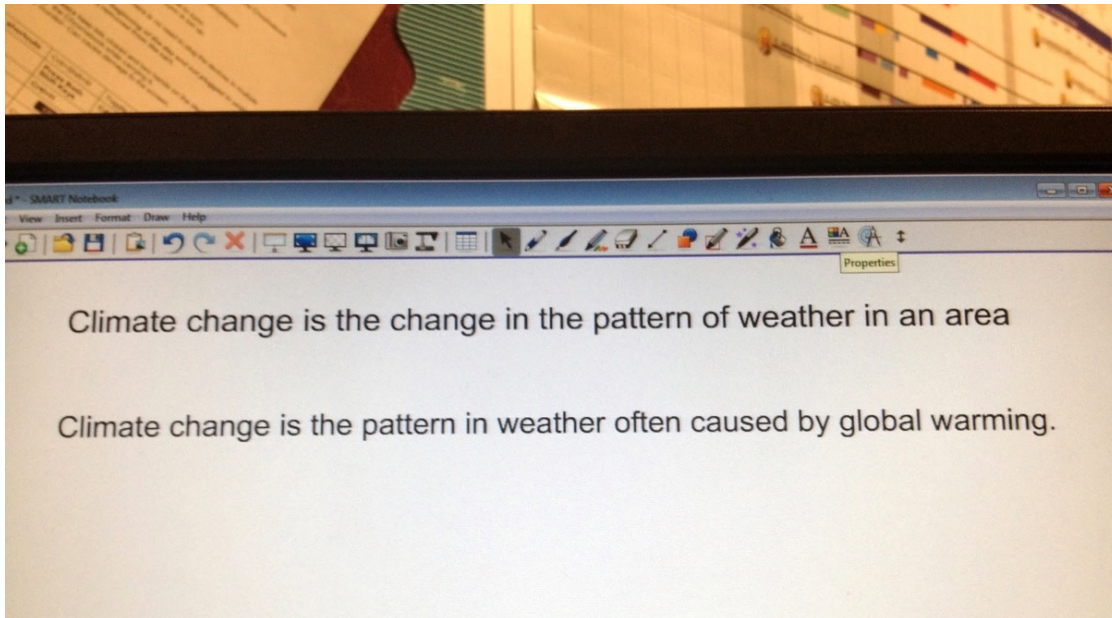 - SMART Notebook
View Insert Format Draw Help
Properties
Climate change is the change in the pattern of weather in an area
Climate change is the pattern in weather often caused by global warming.